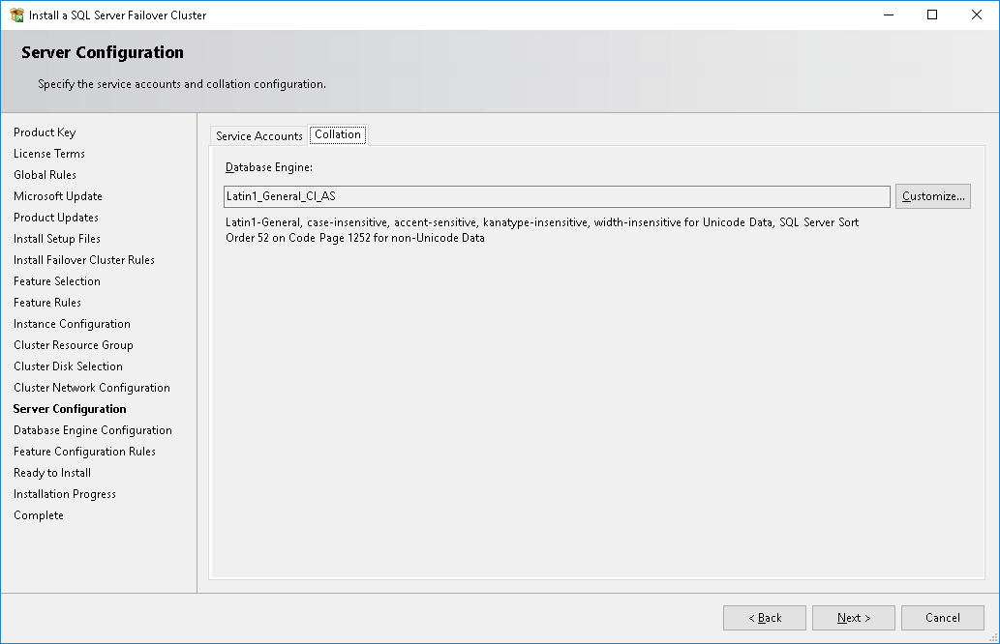 Install a SQL Server Failover Cluster
Server Configuration
Specify the service accounts and collation configuration.
Product Key
License Terms
Global Rules
Microsoft Update
Product Updates
Install Setup Files
Install Failover Cluster Rules
Feature Selection
Feature Rules
Instance Configuration
Cluster Resource Group
Cluster Disk Selection
Cluster Network Configuration
Server Configuration
Database Engine Configuration
Feature Configuration Rules
Ready to Install
Installation Progress
Complete
Service Accounts Collation
Database Engine:
Latin1_General_CI_AS Customize...
Latin1-General, case-insensitive, accent-sensitive, kanatype-insensitive, width-insensitive for Unicode Data, SQL Server Sort
Order 52 on Code Page 1252 for non-Unicode Data
< Back Next > Cancel